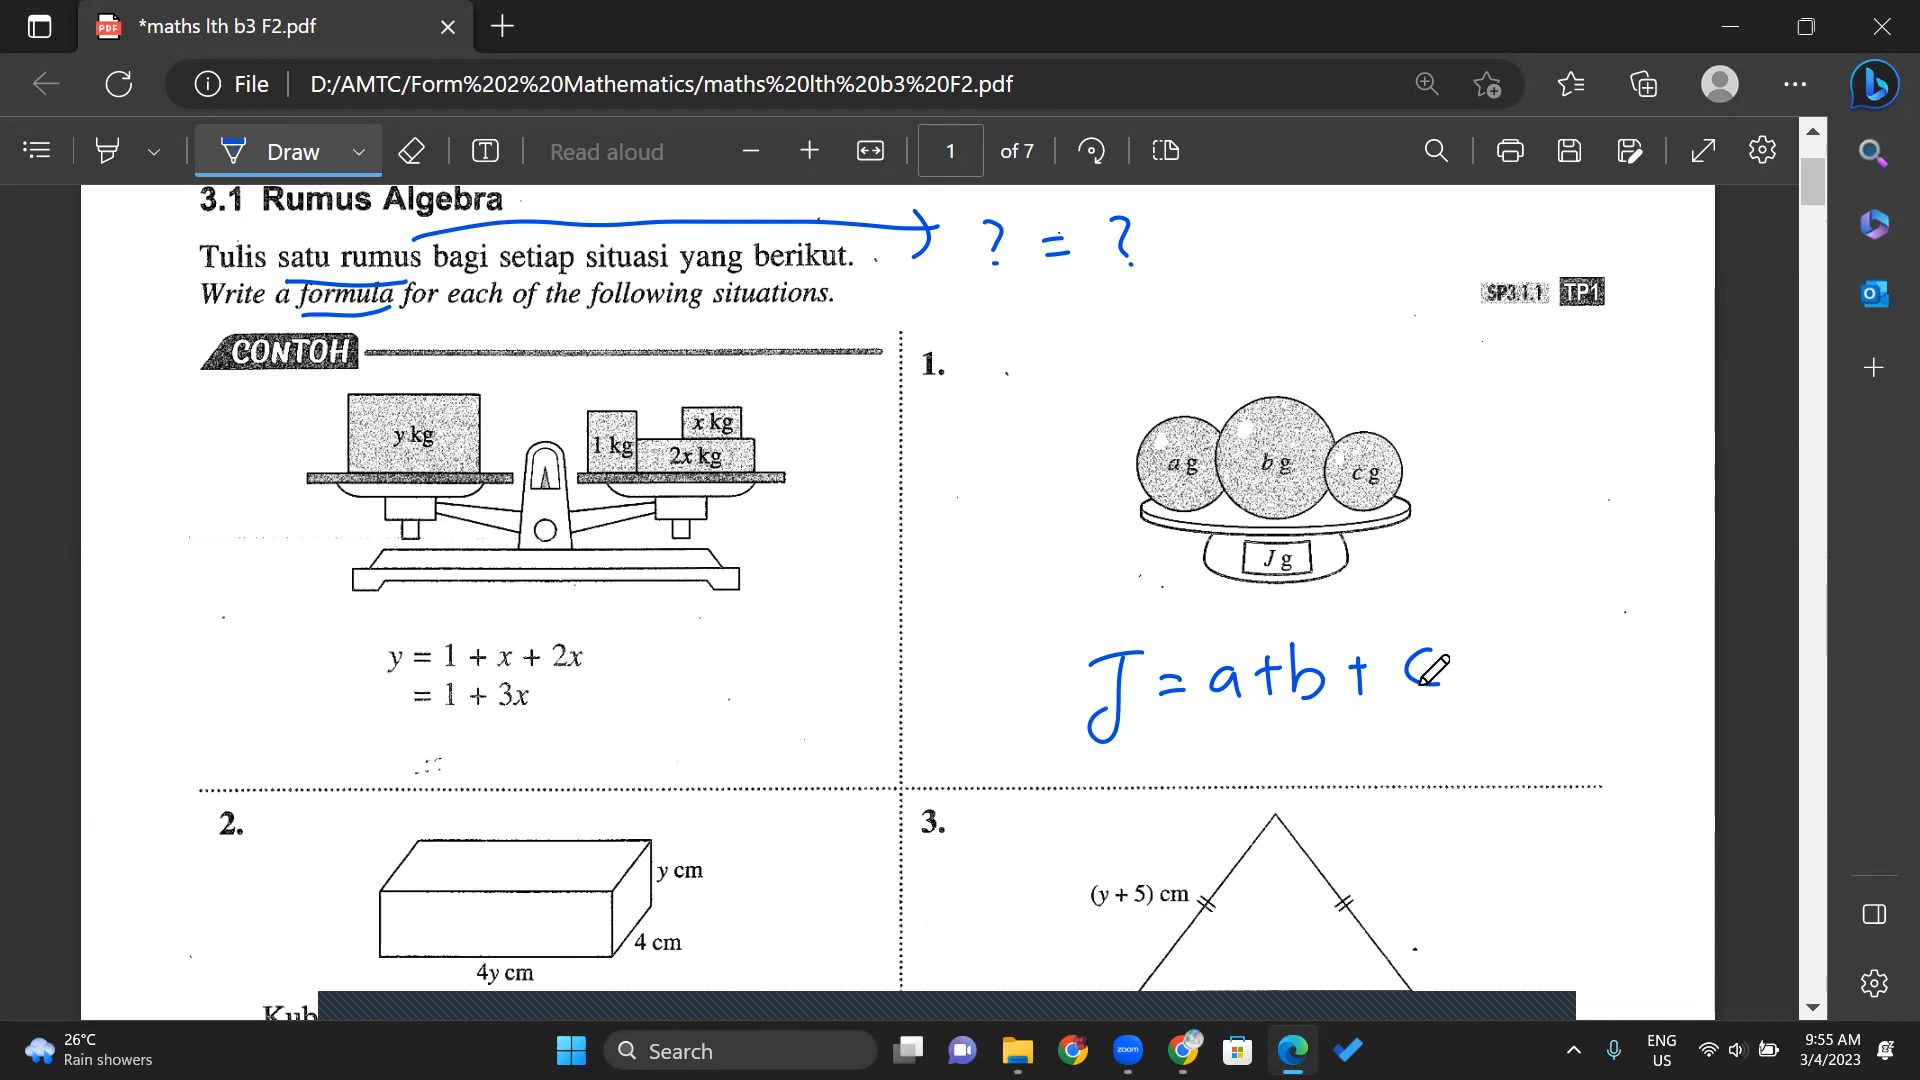 *maths lth b3 F2.pdf
File
D:/AMTC/Form%202%20Mathematics/maths%20lth%20b3%20F2.pdf
Draw
Read aloud
1
of 7
3.1 Rumus Algebra
? = ?
Tulis satu rumus bagi setiap situasi yang berikut.
Write a formula for each of the following situations.
SP3.1.1 TP1
CONTOH
y kg
1 kg
x kg
2x kg
y = 1 + x + 2x
= 1 + 3x
1.
a g
b g
c g
J g
J = a + b + c
2.
y cm
4 cm
4y cm
Kub
3.
(y + 5) cm
26°C
Rain showers
Search
zoom
ENG
US
9:55 AM
3/4/2023